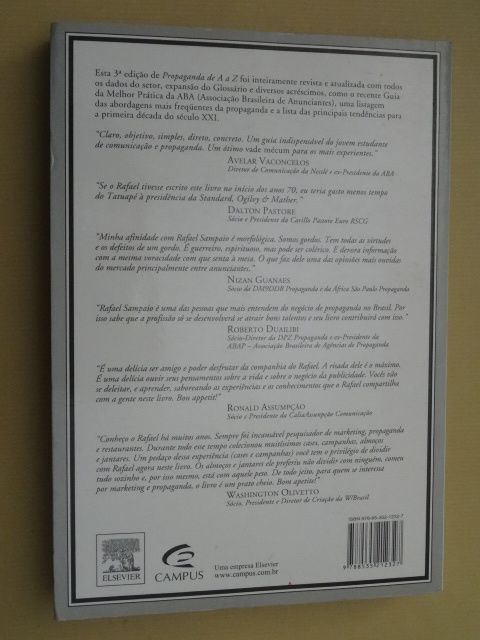 Esta 3ª edição de Propaganda de A a Z foi inteiramente revista e atualizada com todos
os dados do setor, expansão do Glossário e diversos acréscimos, como o recente Guia
da Melhor Prática da ABA (Associação Brasileira de Anunciantes), uma listagem
das abordagens mais freqüentes da propaganda e a lista das principais tendências para
a primeira década do século XXI.
"Claro, objetivo, simples, direto, concreto. Um guia indispensável do jovem estudante
de comunicação e propaganda. Um ótimo vade mécum para os mais experientes."
AVELAR VACONCELOS
Diretor de Comunicação da Nestlé e ex-Presidente da ABA
"Se o Rafael tivesse escrito este livro no início dos anos 70, eu teria gasto menos tempo
do Tatuapé à presidência da Standard, Ogilvy & Mather."
DALTON PASTORE
Sócio e Presidente da Carillo Pastore Euro RSCG
"Minha afinidade com Rafael Sampaio é morfológica. Somos gordos. Tem todas as virtudes
e os defeitos de um gordo. É guerreiro, espirituoso, mas pode ser colérico. E devora informação
com a mesma voracidade com que senta à mesa. O que faz dele uma das opiniões mais ouvidas
do mercado principalmente entre anunciantes."
NIZAN GUANAES
Sócio da DM9DDB Propaganda e da África São Paulo Propaganda
"Rafael Sampaio é uma das pessoas que mais entendem do negócio de propaganda no Brasil. Por
isso sabe que a profissão só se desenvolverá se atrair bons talentos e seu livro contribuirá com isso."
ROBERTO DUAILIBI
Sócio-Diretor da DPZ Propaganda e ex-Presidente da
ABAP – Associação Brasileira de Agências de Propaganda
"É uma delícia ser amigo e poder desfrutar da companhia do Rafael. A risada dele é o máximo.
É uma delícia ouvir seus pensamentos sobre a vida e sobre o negócio da publicidade. Vocês vão
se deleitar, e aprender, saboreando as experiências e os conhecimentos que o Rafael compartilha
com a gente neste livro. Bon appetit!"
RONALD ASSUMPÇÃO
Sócio e Presidente da CaliaAssumpção Comunicação
"Conheço o Rafael há muitos anos. Sempre foi incansável pesquisador de marketing, propaganda
e restaurantes. Durante todo esse tempo colecionou muitíssimos cases, campanhas, almoços
e jantares. Um pedaço dessa experiência (cases e campanhas) você tem o privilégio de dividir
com Rafael agora neste livro. Os almoços e jantares ele preferiu não dividir com ninguém, comeu
tudo sozinho e, por isso mesmo, está com aquele peso. De todo jeito, para quem se interessa
por marketing e propaganda, o livro é um prato cheio. Bon appetit!"
WASHINGTON OLIVETTO
Sócio, Presidente e Diretor de Criação da W/Brasil
ELSEVIER
CAMPUS
Uma empresa Elsevier
www.campus.com.br